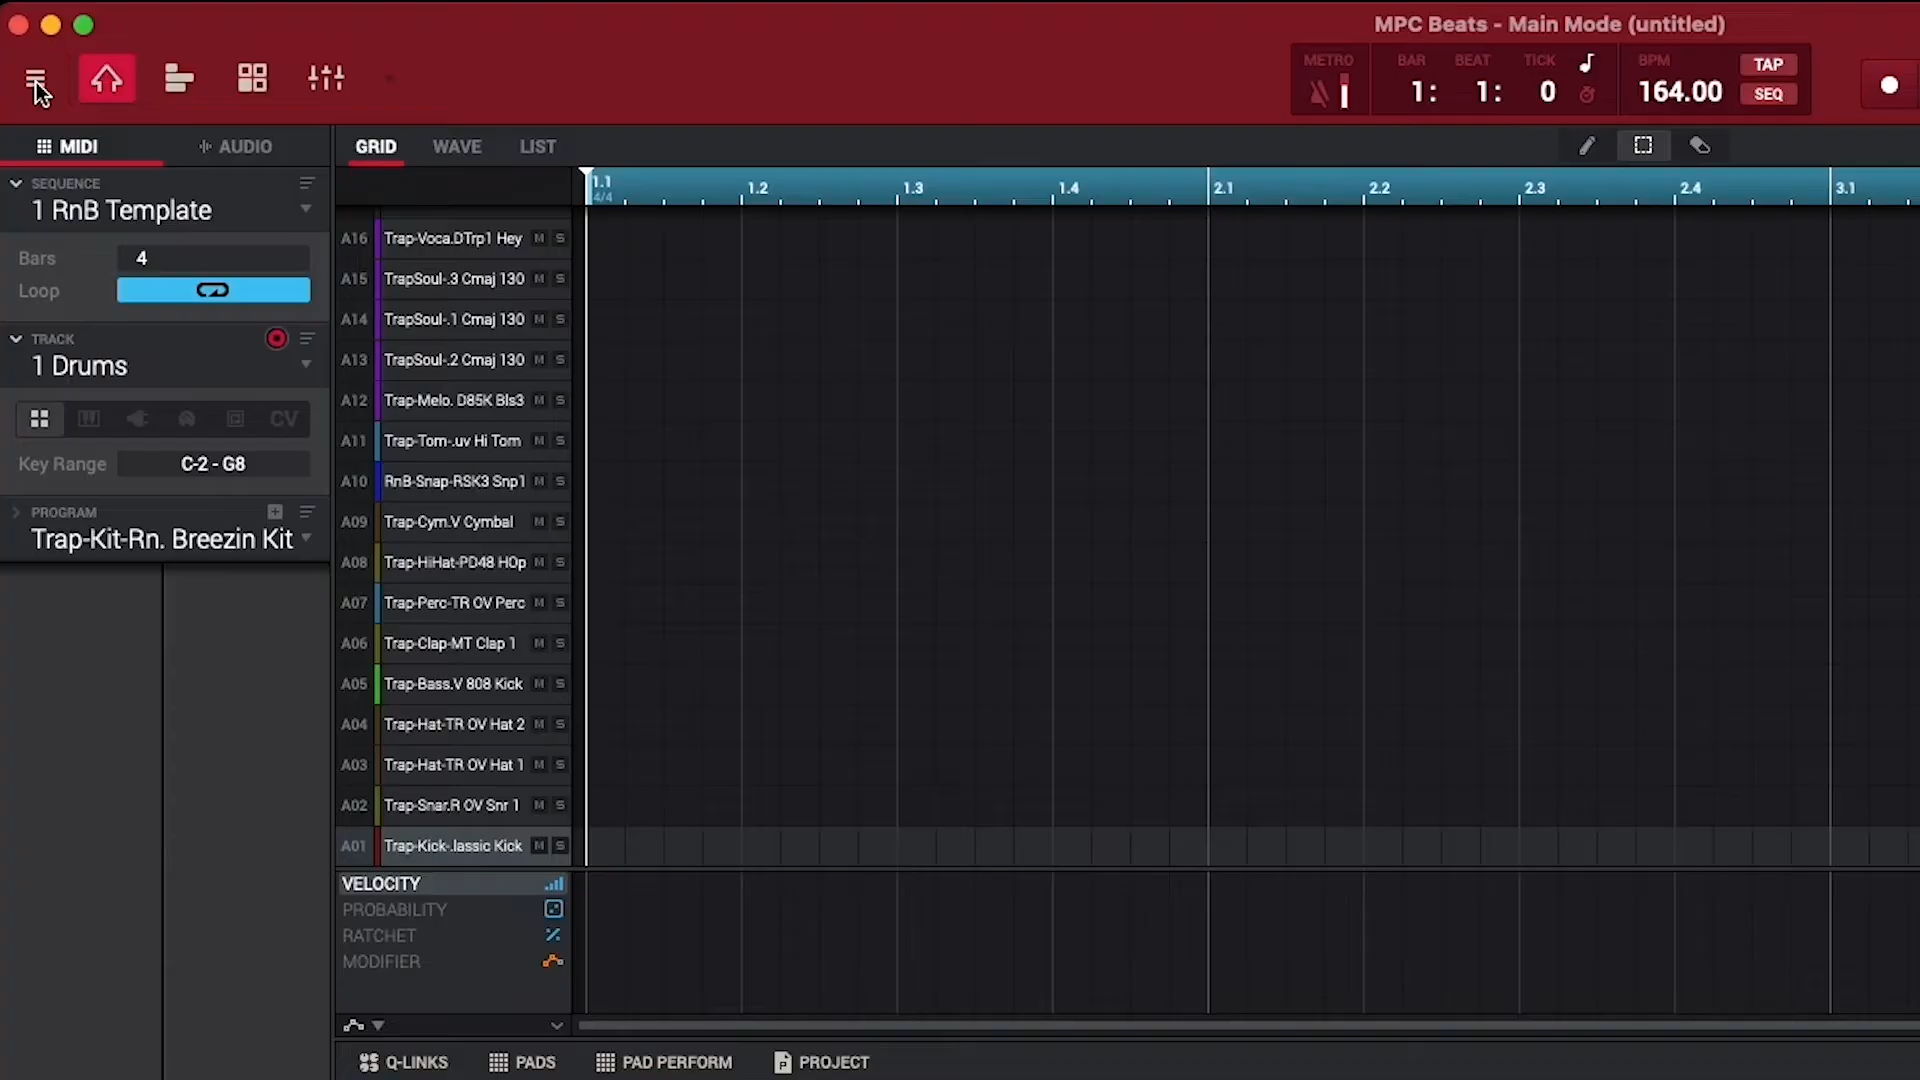 MPC Beats - Main Mode (untitled)
METRO
BAR BEAT TICK
1: 1: 0
BPM
164.00
TAP
SEQ
MIDI AUDIO
GRID WAVE LIST
SEQUENCE
1 RnB Template
Bars 4
Loop
TRACK
1 Drums
CV
Key Range C-2 - G8
PROGRAM
Trap-Kit-Rn. Breezin Kit
1.1 1.2 1.3 1.4 2.1 2.2 2.3 2.4 3.1
4/4
A16 Trap-Voca.DTrp1 Hey M S
A15 TrapSoul-.3 Cmaj 130 M S
A14 TrapSoul-.1 Cmaj 130 M S
A13 TrapSoul-.2 Cmaj 130 M S
A12 Trap-Melo. D85K Bls3 M S
A11 Trap-Tom-.uv Hi Tom M S
A10 RnB-Snap-RSK3 Snp1 M S
A09 Trap-Cym.V Cymbal M S
A08 Trap-HiHat-PD48 HOp M S
A07 Trap-Perc-TR OV Perc M S
A06 Trap-Clap-MT Clap 1 M S
A05 Trap-Bass.V 808 Kick M S
A04 Trap-Hat-TR OV Hat 2 M S
A03 Trap-Hat-TR OV Hat 1 M S
A02 Trap-Snar.R OV Snr 1 M S
A01 Trap-Kick-.lassic Kick M S
VELOCITY
PROBABILITY
RATCHET
MODIFIER
Q-LINKS PADS PAD PERFORM PROJECT